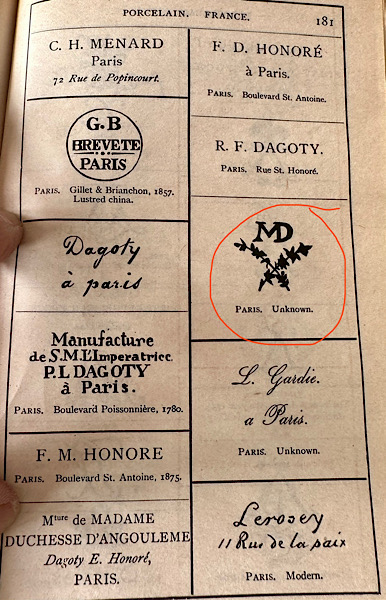 PORCELAIN. FRANCE. 181
C. H. MENARD
Paris
72 Rue de Popincourt.
G.B
BREVETE
PARIS
PARIS. Gillet & Brianchon, 1857.
Lustred china.
Dagoty
à paris
Manufacture
de S.M.L'Imperatrice.
P.L DAGOTY
à Paris.
PARIS. Boulevard Poissonnière, 1780.
F. M. HONORE
PARIS. Boulevard St. Antoine, 1875.
Mture de MADAME
DUCHESSE D'ANGOULEME
Dagoty E. Honoré,
PARIS.
F. D. HONORÉ
à Paris.
PARIS. Boulevard St. Antoine.
R. F. DAGOTY.
PARIS. Rue St. Honoré.
MD
PARIS. Unknown.
L. Gardie.
a Paris.
PARIS. Unknown.
Lerosey
11 Rue de la paix
PARIS. Modern.